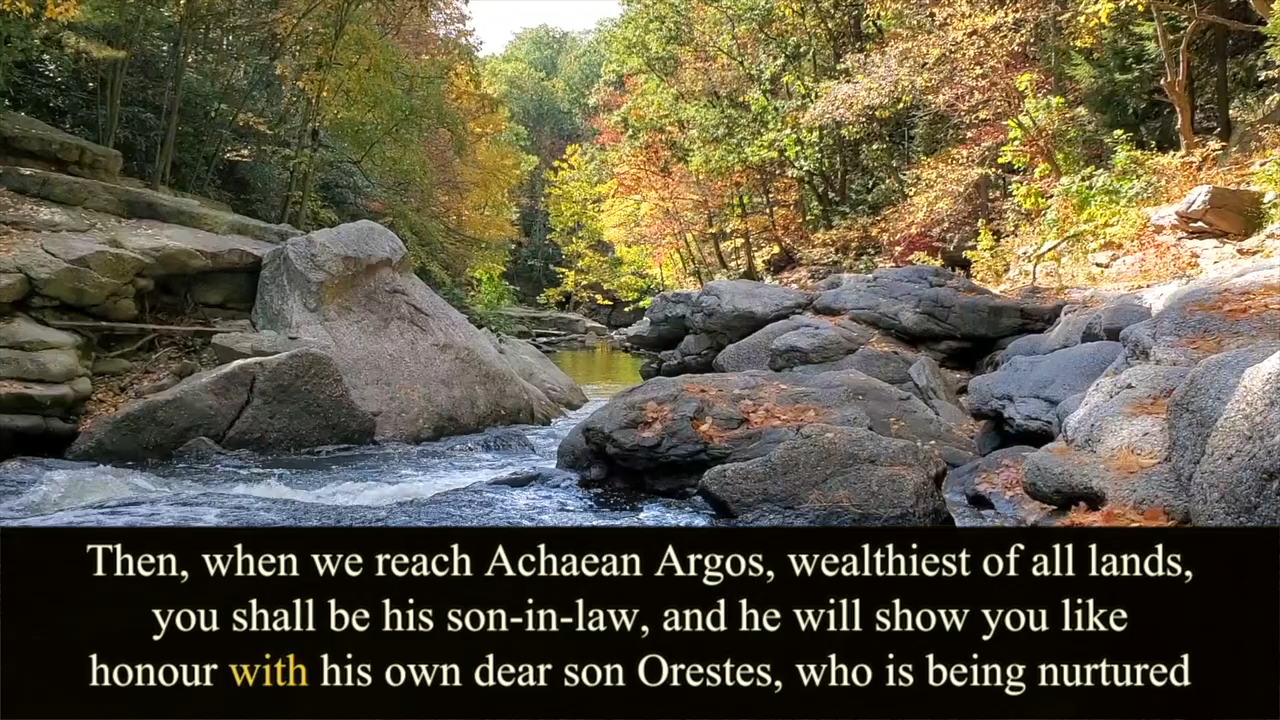 Then, when we reach Achaean Argos, wealthiest of all lands,
you shall be his son-in-law, and he will show you like
honour with his own dear son Orestes, who is being nurtured